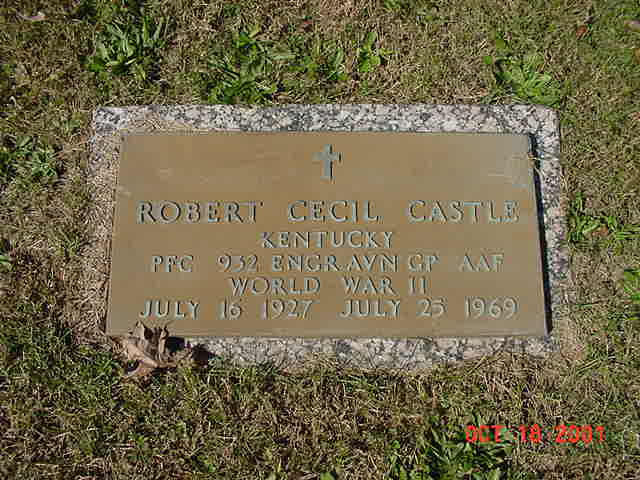 ROBERT CECIL CASTLE
KENTUCKY
PFC 932 ENGR AVN GP AAF
WORLD WAR II
JULY 16 1927 JULY 25 1969
OCT 18 2001